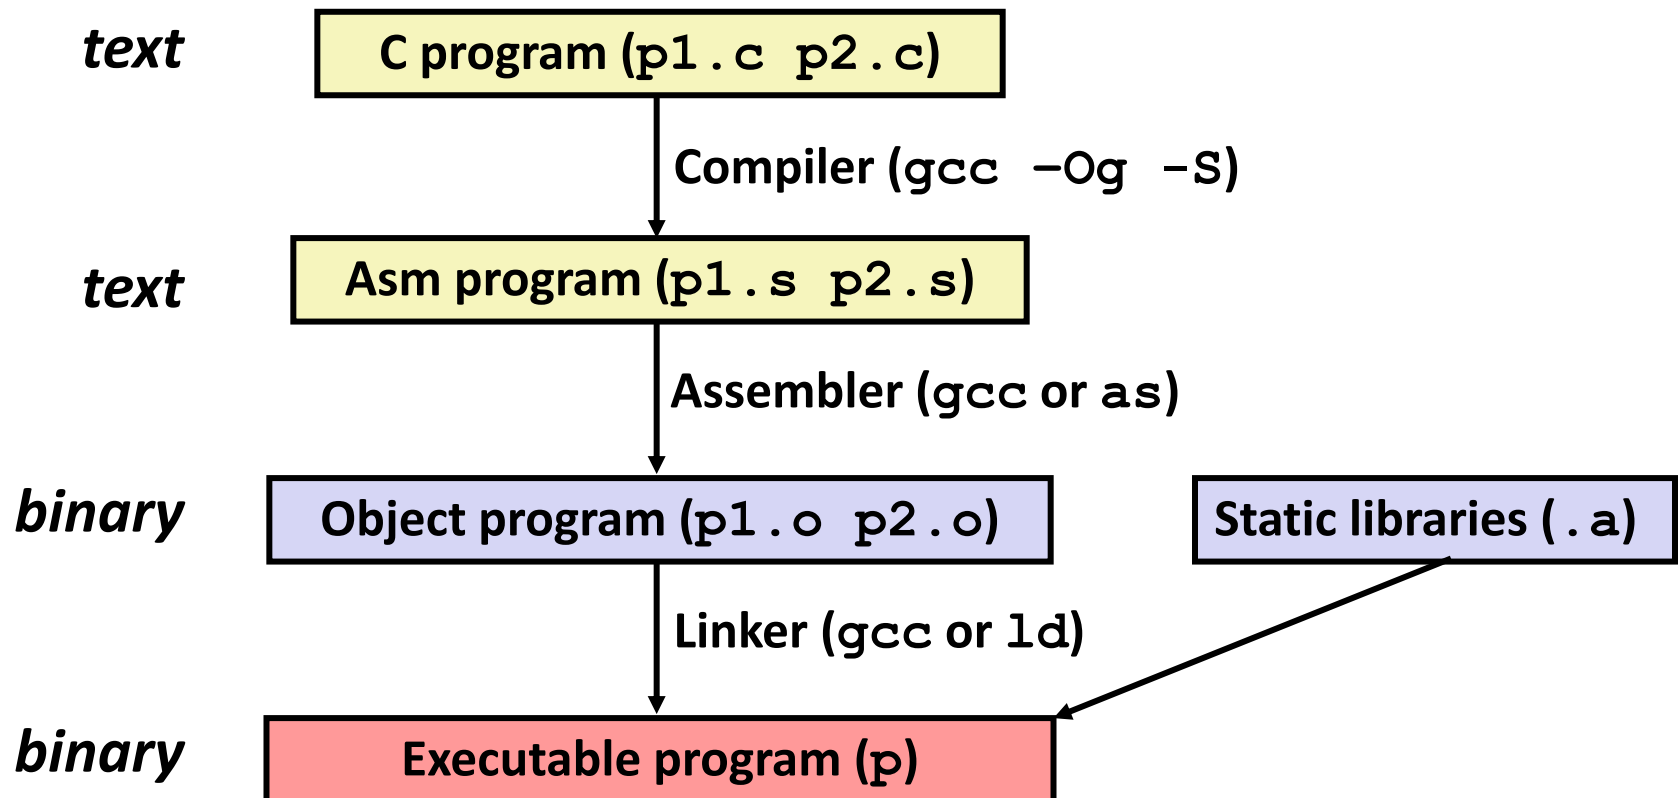 text
C program (p1.c p2.c)
Compiler (gcc –Og -S)
text
Asm program (p1.s p2.s)
Assembler (gcc or as)
binary
Object program (p1.o p2.o)
Static libraries (.a)
Linker (gcc or ld)
binary
Executable program (p)